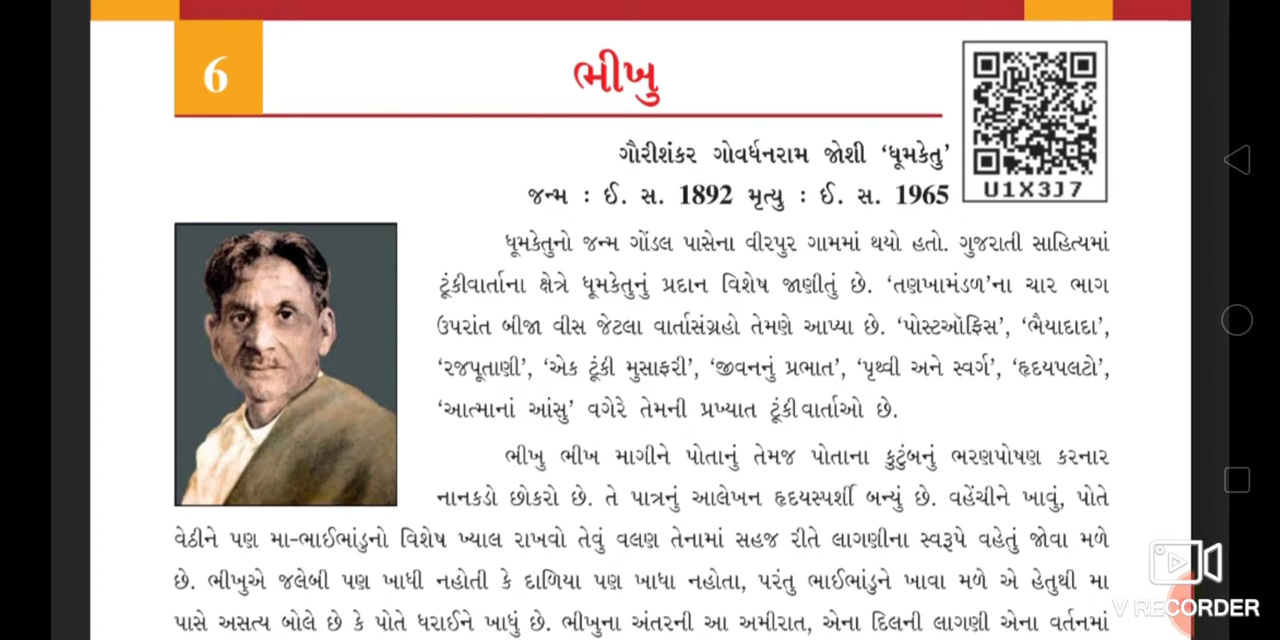 6
ભીખુ
ગૌરીશંકર ગોવર્ધનરામ જોશી ‘ધૂમકેતુ’
જન્મ : ઈ. સ. 1892 મૃત્યુ : ઈ. સ. 1965
U1X3J7
ધૂમકેતુનો જન્મ ગોંડલ પાસેના વીરપુર ગામમાં થયો હતો. ગુજરાતી સાહિત્યમાં
ટૂંકીવાર્તાના ક્ષેત્રે ધૂમકેતુનું પ્રદાન વિશેષ જાણીતું છે. ‘તણખામંડળ’ના ચાર ભાગ
ઉપરાંત બીજા વીસ જેટલા વાર્તાસંગ્રહો તેમણે આપ્યા છે. ‘પોસ્ટઑફિસ’, ‘ભૈયાદાદા’,
‘રજપૂતાણી’, ‘એક ટૂંકી મુસાફરી’, ‘જીવનનું પ્રભાત’, ‘પૃથ્વી અને સ્વર્ગ’, ‘હૃદયપલટો’,
‘આત્માનાં આંસુ’ વગેરે તેમની પ્રખ્યાત ટૂંકીવાર્તાઓ છે.
ભીખુ ભીખ માગીને પોતાનું તેમજ પોતાના કુટુંબનું ભરણપોષણ કરનાર
નાનકડો છોકરો છે. તે પાત્રનું આલેખન હૃદયસ્પર્શી બન્યું છે. વહેંચીને ખાવું, પોતે
વેઠીને પણ મા-ભાઈભાંડુનો વિશેષ ખ્યાલ રાખવો તેવું વલણ તેનામાં સહજ રીતે લાગણીના સ્વરૂપે વહેતું જોવા મળે
છે. ભીખુએ જલેબી પણ ખાધી નહોતી કે દાળિયા પણ ખાધા નહોતા, પરંતુ ભાઈભાંડુને ખાવા મળે એ હેતુથી મા
પાસે અસત્ય બોલે છે કે પોતે ધરાઈને ખાધું છે. ભીખુના અંતરની આ અમીરાત, એના દિલની લાગણી એના વર્તનમાં
V RECORDER